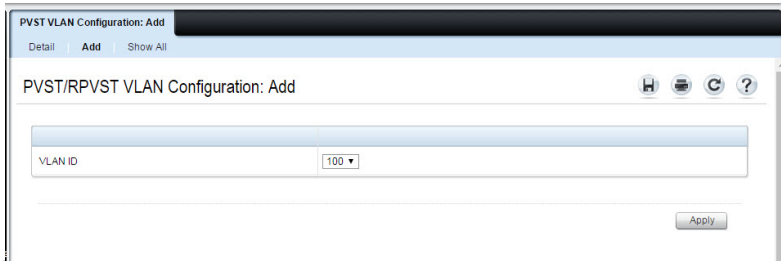 PVST VLAN Configuration: Add
Detail Add Show All
PVST/RPVST VLAN Configuration: Add
VLAN ID 100
Apply